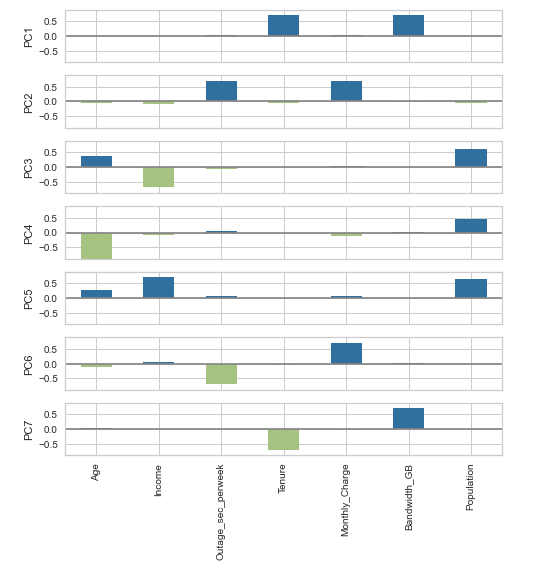 PC1
0.5
0.0
−0.5
PC2
0.5
0.0
−0.5
PC3
0.5
0.0
−0.5
PC4
0.5
0.0
−0.5
PC5
0.5
0.0
−0.5
PC6
0.5
0.0
−0.5
PC7
0.5
0.0
−0.5
Age
Income
Outage_sec_perweek
Tenure
Monthly_Charge
Bandwidth_GB
Population